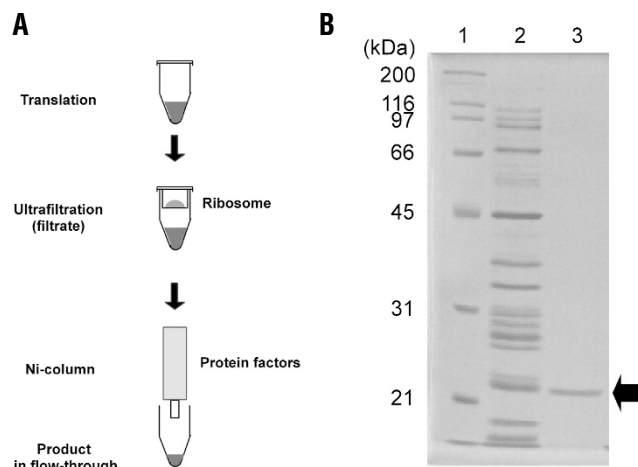 A
Translation
Ultrafiltration
(filtrate)
Ribosome
Ni-column
Protein factors
Product
in flow-through
B
(kDa)
1 2 3
200
116
97
66
45
31
21